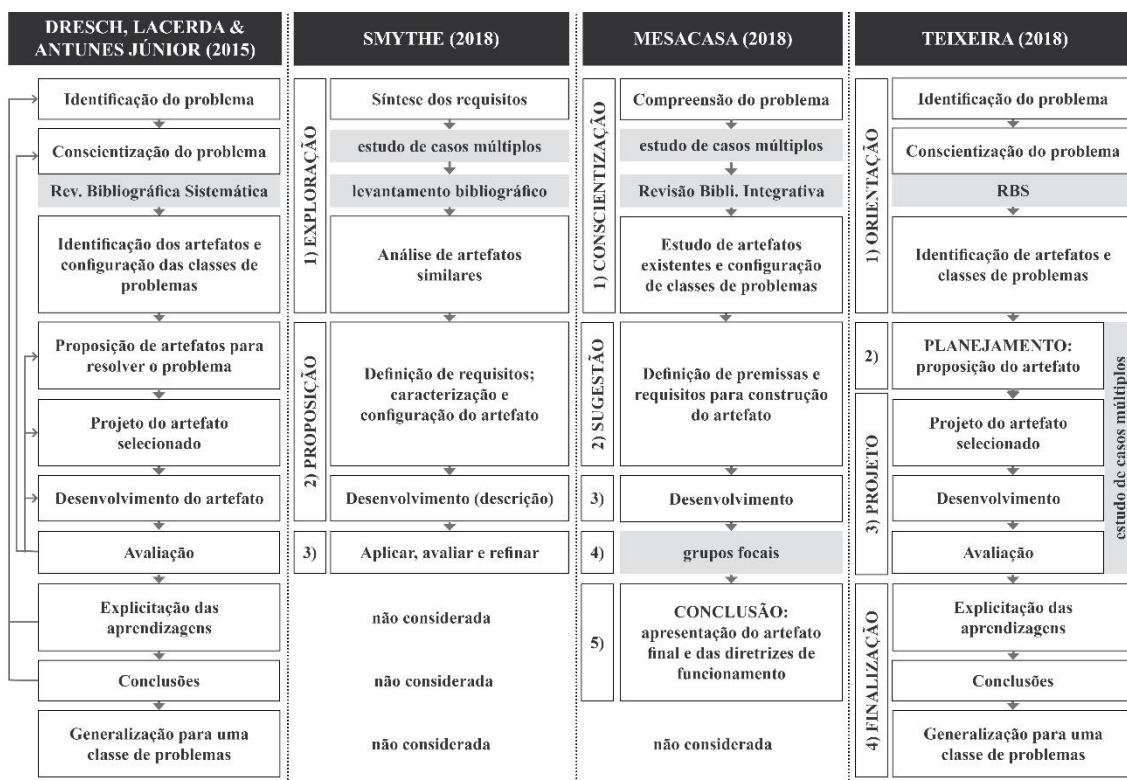 DRESCH, LACERDA &
ANTUNES JÚNIOR (2015)
Identificação do problema
Conscientização do problema
Rev. Bibliográfica Sistemática
Identificação dos artefatos e
configuração das classes de
problemas
Proposição de artefatos para
resolver o problema
Projeto do artefato
selecionado
Desenvolvimento do artefato
Avaliação
Explicitação das
aprendizagens
Conclusões
Generalização para uma
classe de problemas
SMYTHE (2018)
1) EXPLORAÇÃO
Síntese dos requisitos
estudo de casos múltiplos
levantamento bibliográfico
Análise de artefatos
similares
2) PROPOSIÇÃO
Definição de requisitos;
caracterização e
configuração do artefato
Desenvolvimento (descrição)
3)
Aplicar, avaliar e refinar
não considerada
não considerada
não considerada
MESACASA (2018)
1) CONSCIENTIZAÇÃO
Compreensão do problema
estudo de casos múltiplos
Revisão Bibli. Integrativa
Estudo de artefatos
existentes e configuração
de classes de problemas
2) SUGESTÃO
Definição de premissas e
requisitos para construção
do artefato
3)
Desenvolvimento
4)
grupos focais
5)
CONCLUSÃO:
apresentação do artefato
final e das diretrizes de
funcionamento
não considerada
TEIXEIRA (2018)
1) ORIENTAÇÃO
Identificação do problema
Conscientização do problema
RBS
Identificação de artefatos e
classes de problemas
2)
PLANEJAMENTO:
proposição do artefato
3) PROJETO
Projeto do artefato
selecionado
Desenvolvimento
Avaliação
estudo de casos múltiplos
4) FINALIZAÇÃO
Explicitação das
aprendizagens
Conclusões
Generalização para uma
classe de problemas